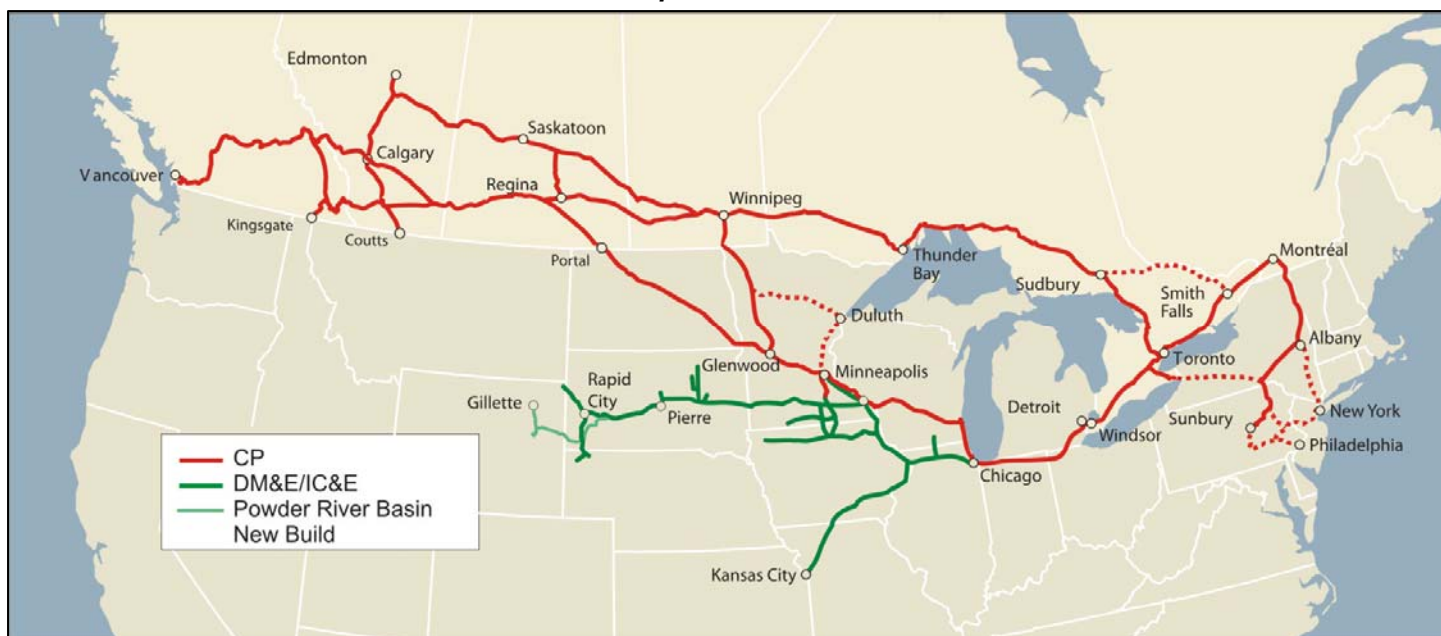 Edmonton
Saskatoon
Calgary
Vancouver
Regina
Winnipeg
Kingsgate
Coutts
Portal
Thunder
Bay
Sudbury
Smith
Falls
Montréal
Duluth
Glenwood
Minneapolis
Toronto
Albany
Rapid
City
Gillette
Pierre
Detroit
Windsor
Sunbury
New York
Philadelphia
Chicago
Kansas City
CP
DM&E/IC&E
Powder River Basin
New Build